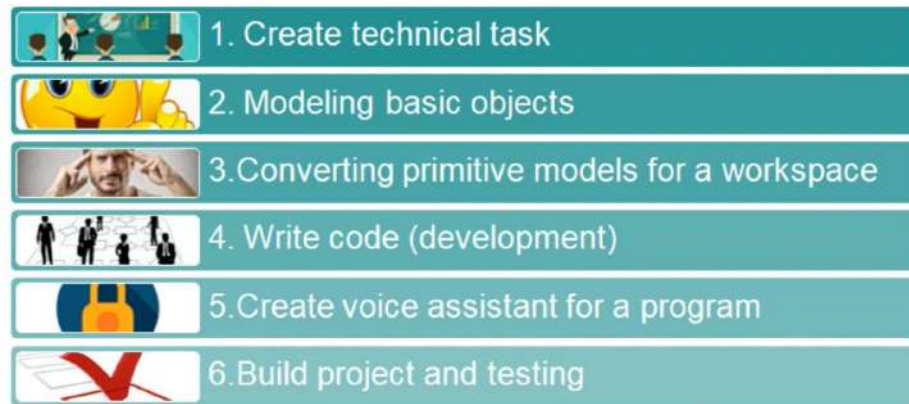 1. Create technical task
2. Modeling basic objects
3.Converting primitive models for a workspace
4. Write code (development)
5.Create voice assistant for a program
6.Build project and testing